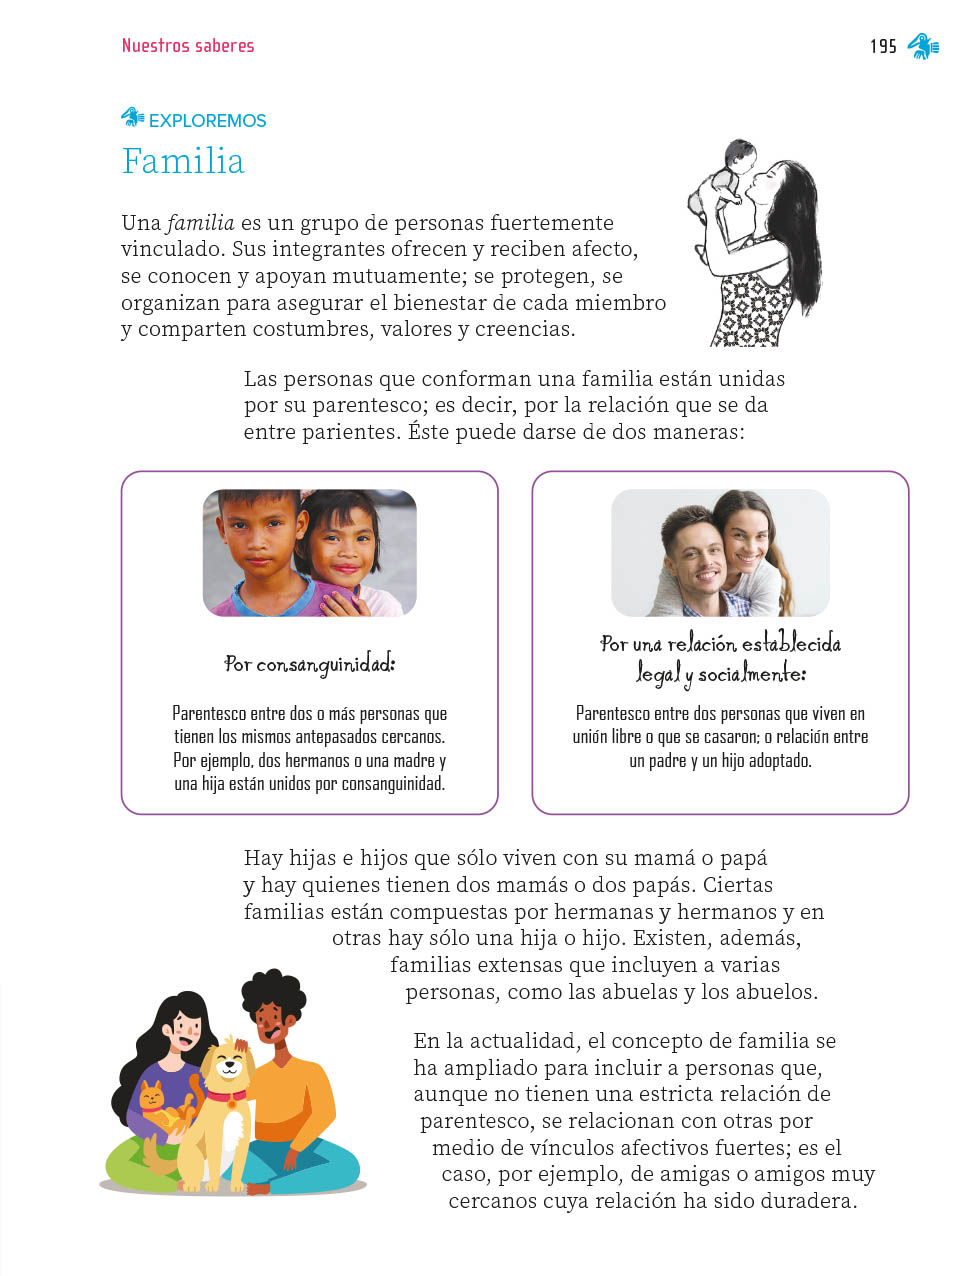 Nuestros saberes
195
EXPLOREMOS
Familia
Una familia es un grupo de personas fuertemente
vinculado. Sus integrantes ofrecen y reciben afecto,
se conocen y apoyan mutuamente; se protegen, se
organizan para asegurar el bienestar de cada miembro
y comparten costumbres, valores y creencias.
Las personas que conforman una familia están unidas
por su parentesco; es decir, por la relación que se da
entre parientes. Éste puede darse de dos maneras:
Por consanguinidad:
Parentesco entre dos o más personas que
tienen los mismos antepasados cercanos.
Por ejemplo, dos hermanos o una madre y
una hija están unidos por consanguinidad.
Por una relación establecida
legal y socialmente:
Parentesco entre dos personas que viven en
unión libre o que se casaron; o relación entre
un padre y un hijo adoptado.
Hay hijas e hijos que sólo viven con su mamá o papá
y hay quienes tienen dos mamás o dos papás. Ciertas
familias están compuestas por hermanas y hermanos y en
otras hay sólo una hija o hijo. Existen, además,
familias extensas que incluyen a varias
personas, como las abuelas y los abuelos.
En la actualidad, el concepto de familia se
ha ampliado para incluir a personas que,
aunque no tienen una estricta relación de
parentesco, se relacionan con otras por
medio de vínculos afectivos fuertes; es el
caso, por ejemplo, de amigas o amigos muy
cercanos cuya relación ha sido duradera.